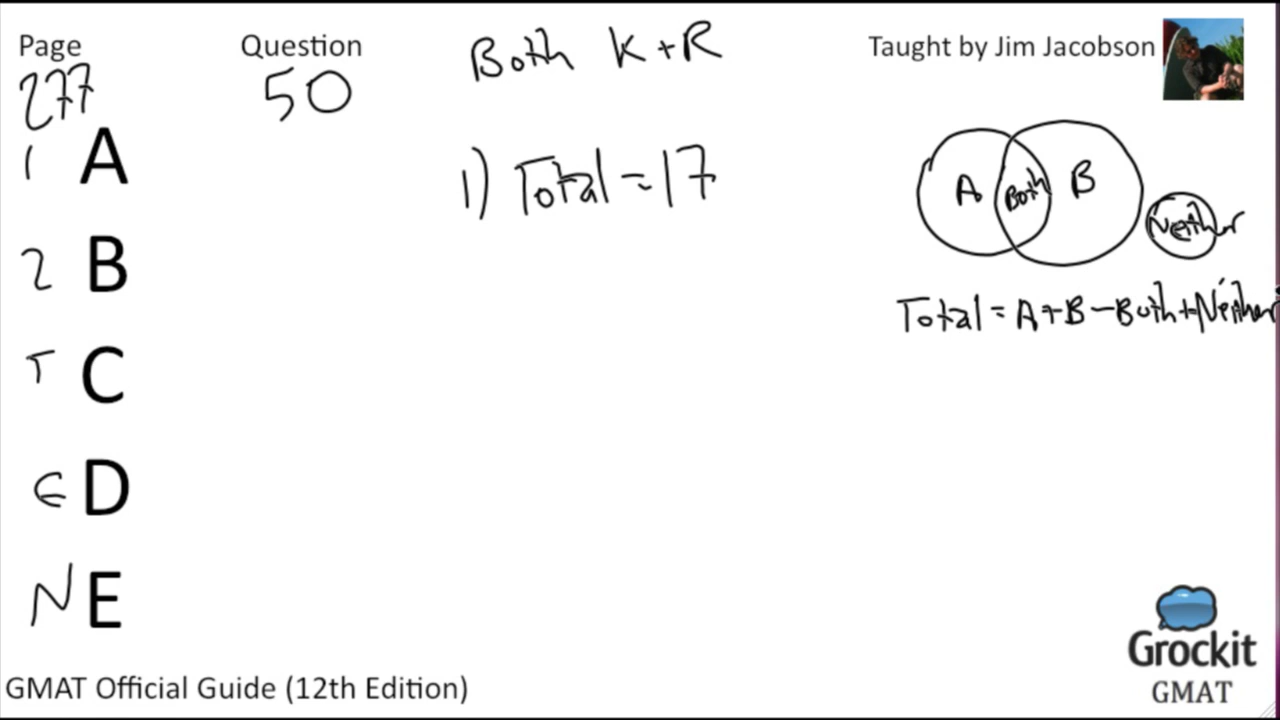 Page Question Both K+R Taught by Jim Jacobson
277 50
1 A
1) Total = 17
A Both B
Neither
2 B
Total = A+B-Both+Neither
T C
E D
N E
Grockit
GMAT
GMAT Official Guide (12th Edition)